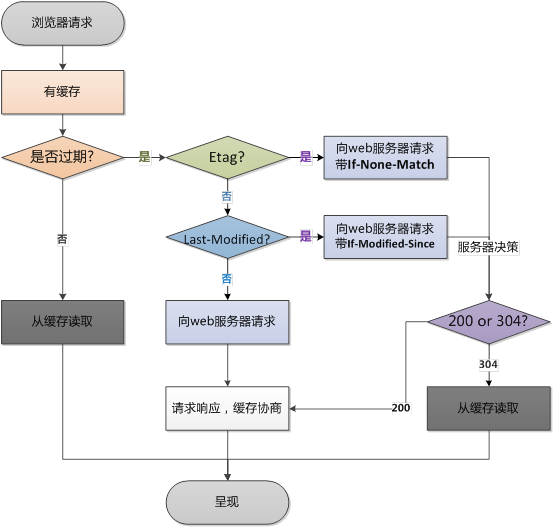 浏览器请求
有缓存
是否过期?
是
Etag?
是
向web服务器请求
带If-None-Match
否
否
Last-Modified?
是
向web服务器请求
带If-Modified-Since
服务器决策
否
从缓存读取
向web服务器请求
200 or 304?
304
请求响应，缓存协商
200
从缓存读取
呈现